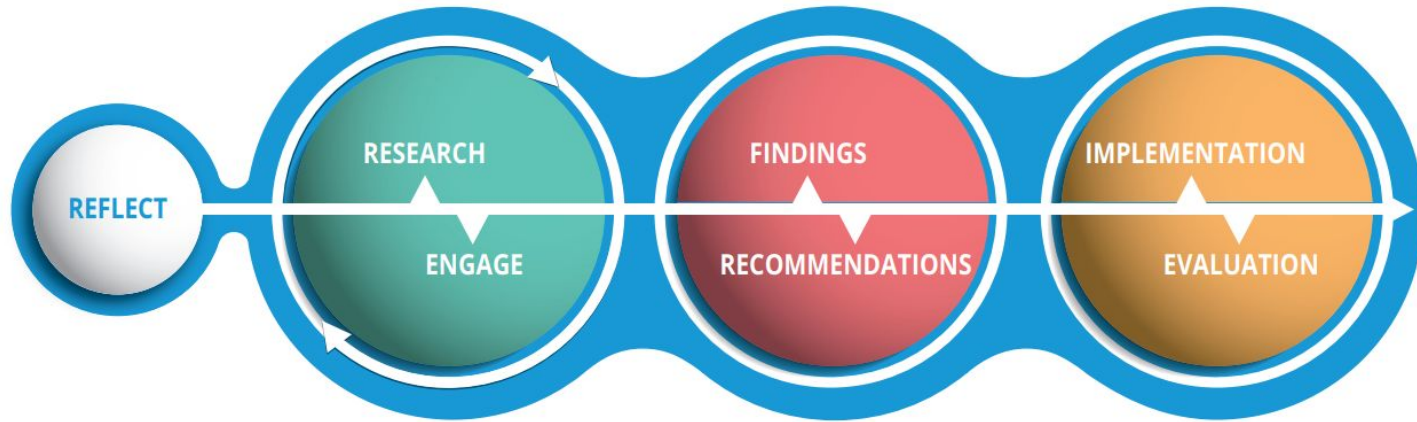 REFLECT
RESEARCH
ENGAGE
FINDINGS
RECOMMENDATIONS
IMPLEMENTATION
EVALUATION